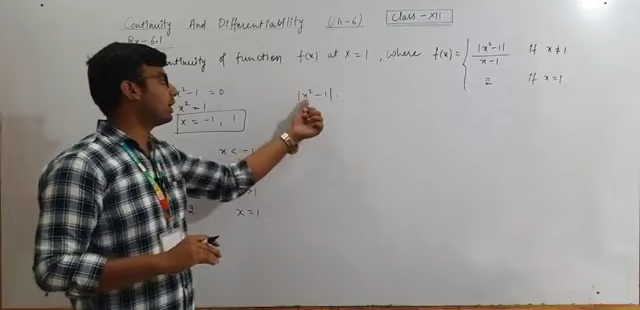 Continuity And Differentiability (Ch-6) Class - XII
Ex - 6.1
continuity of function f(x) at x = 1, where f(x) = { |x²-1| / x-1 if x ≠ 1
2 if x = 1
x² - 1 = 0 |x² - 1|
x² = 1
x = -1, 1
x < -1
2 x = 1